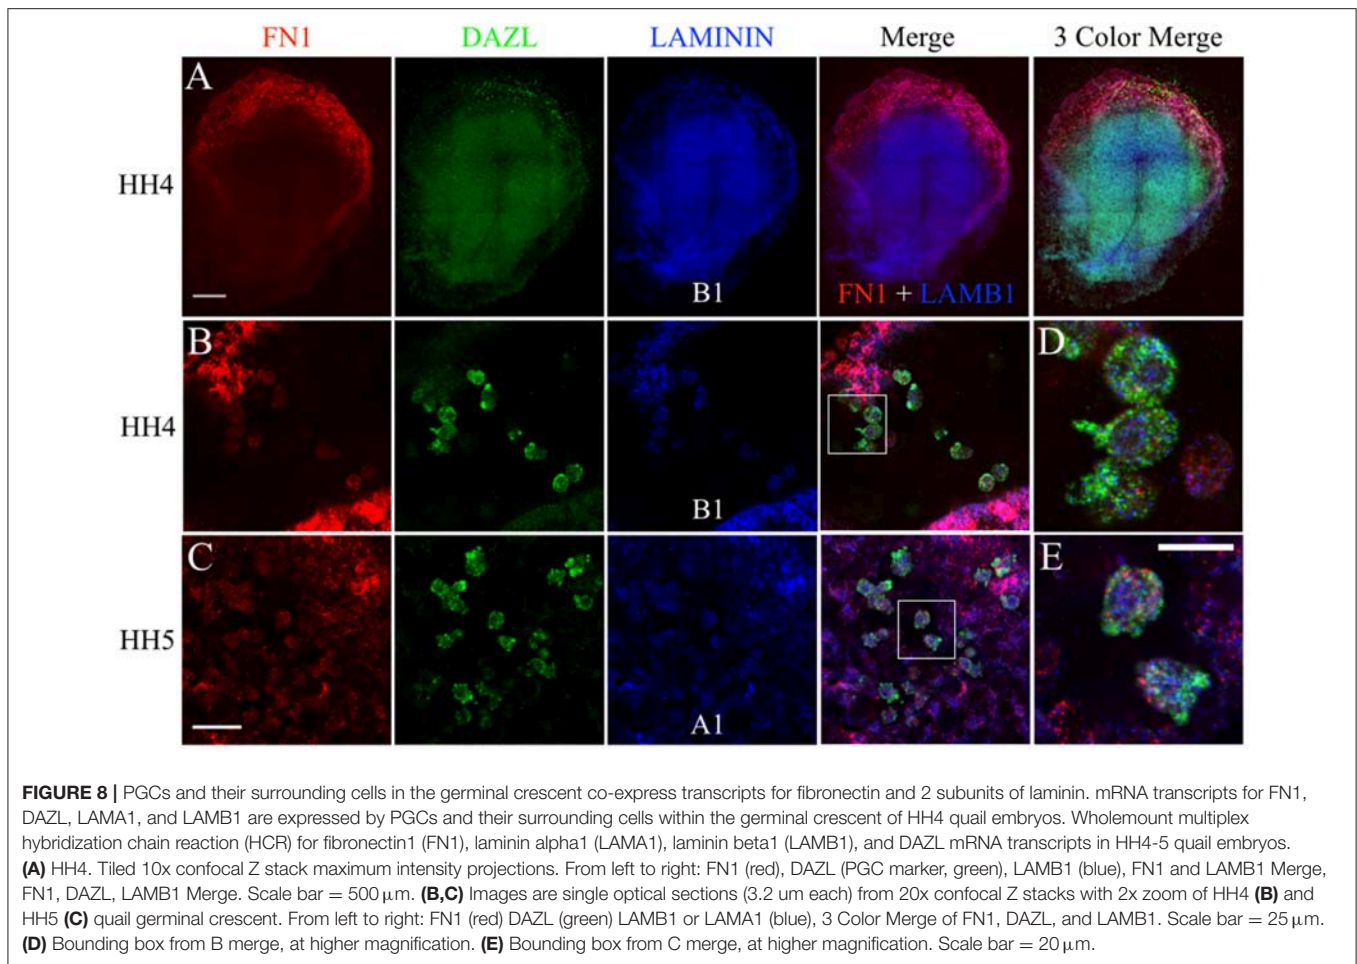 FN1 DAZL LAMININ Merge 3 Color Merge
A
HH4
B1
FN1 + LAMB1
B
D
HH4
B1
C
E
HH5
A1
FIGURE 8 | PGCs and their surrounding cells in the germinal crescent co-express transcripts for fibronectin and 2 subunits of laminin. mRNA transcripts for FN1,
DAZL, LAMA1, and LAMB1 are expressed by PGCs and their surrounding cells within the germinal crescent of HH4 quail embryos. Wholemount multiplex
hybridization chain reaction (HCR) for fibronectin1 (FN1), laminin alpha1 (LAMA1), laminin beta1 (LAMB1), and DAZL mRNA transcripts in HH4-5 quail embryos.
(A) HH4. Tiled 10x confocal Z stack maximum intensity projections. From left to right: FN1 (red), DAZL (PGC marker, green), LAMB1 (blue), FN1 and LAMB1 Merge,
FN1, DAZL, LAMB1 Merge. Scale bar = 500 μm. (B,C) Images are single optical sections (3.2 um each) from 20x confocal Z stacks with 2x zoom of HH4 (B) and
HH5 (C) quail germinal crescent. From left to right: FN1 (red) DAZL (green) LAMB1 or LAMA1 (blue), 3 Color Merge of FN1, DAZL, and LAMB1. Scale bar = 25 μm.
(D) Bounding box from B merge, at higher magnification. (E) Bounding box from C merge, at higher magnification. Scale bar = 20 μm.